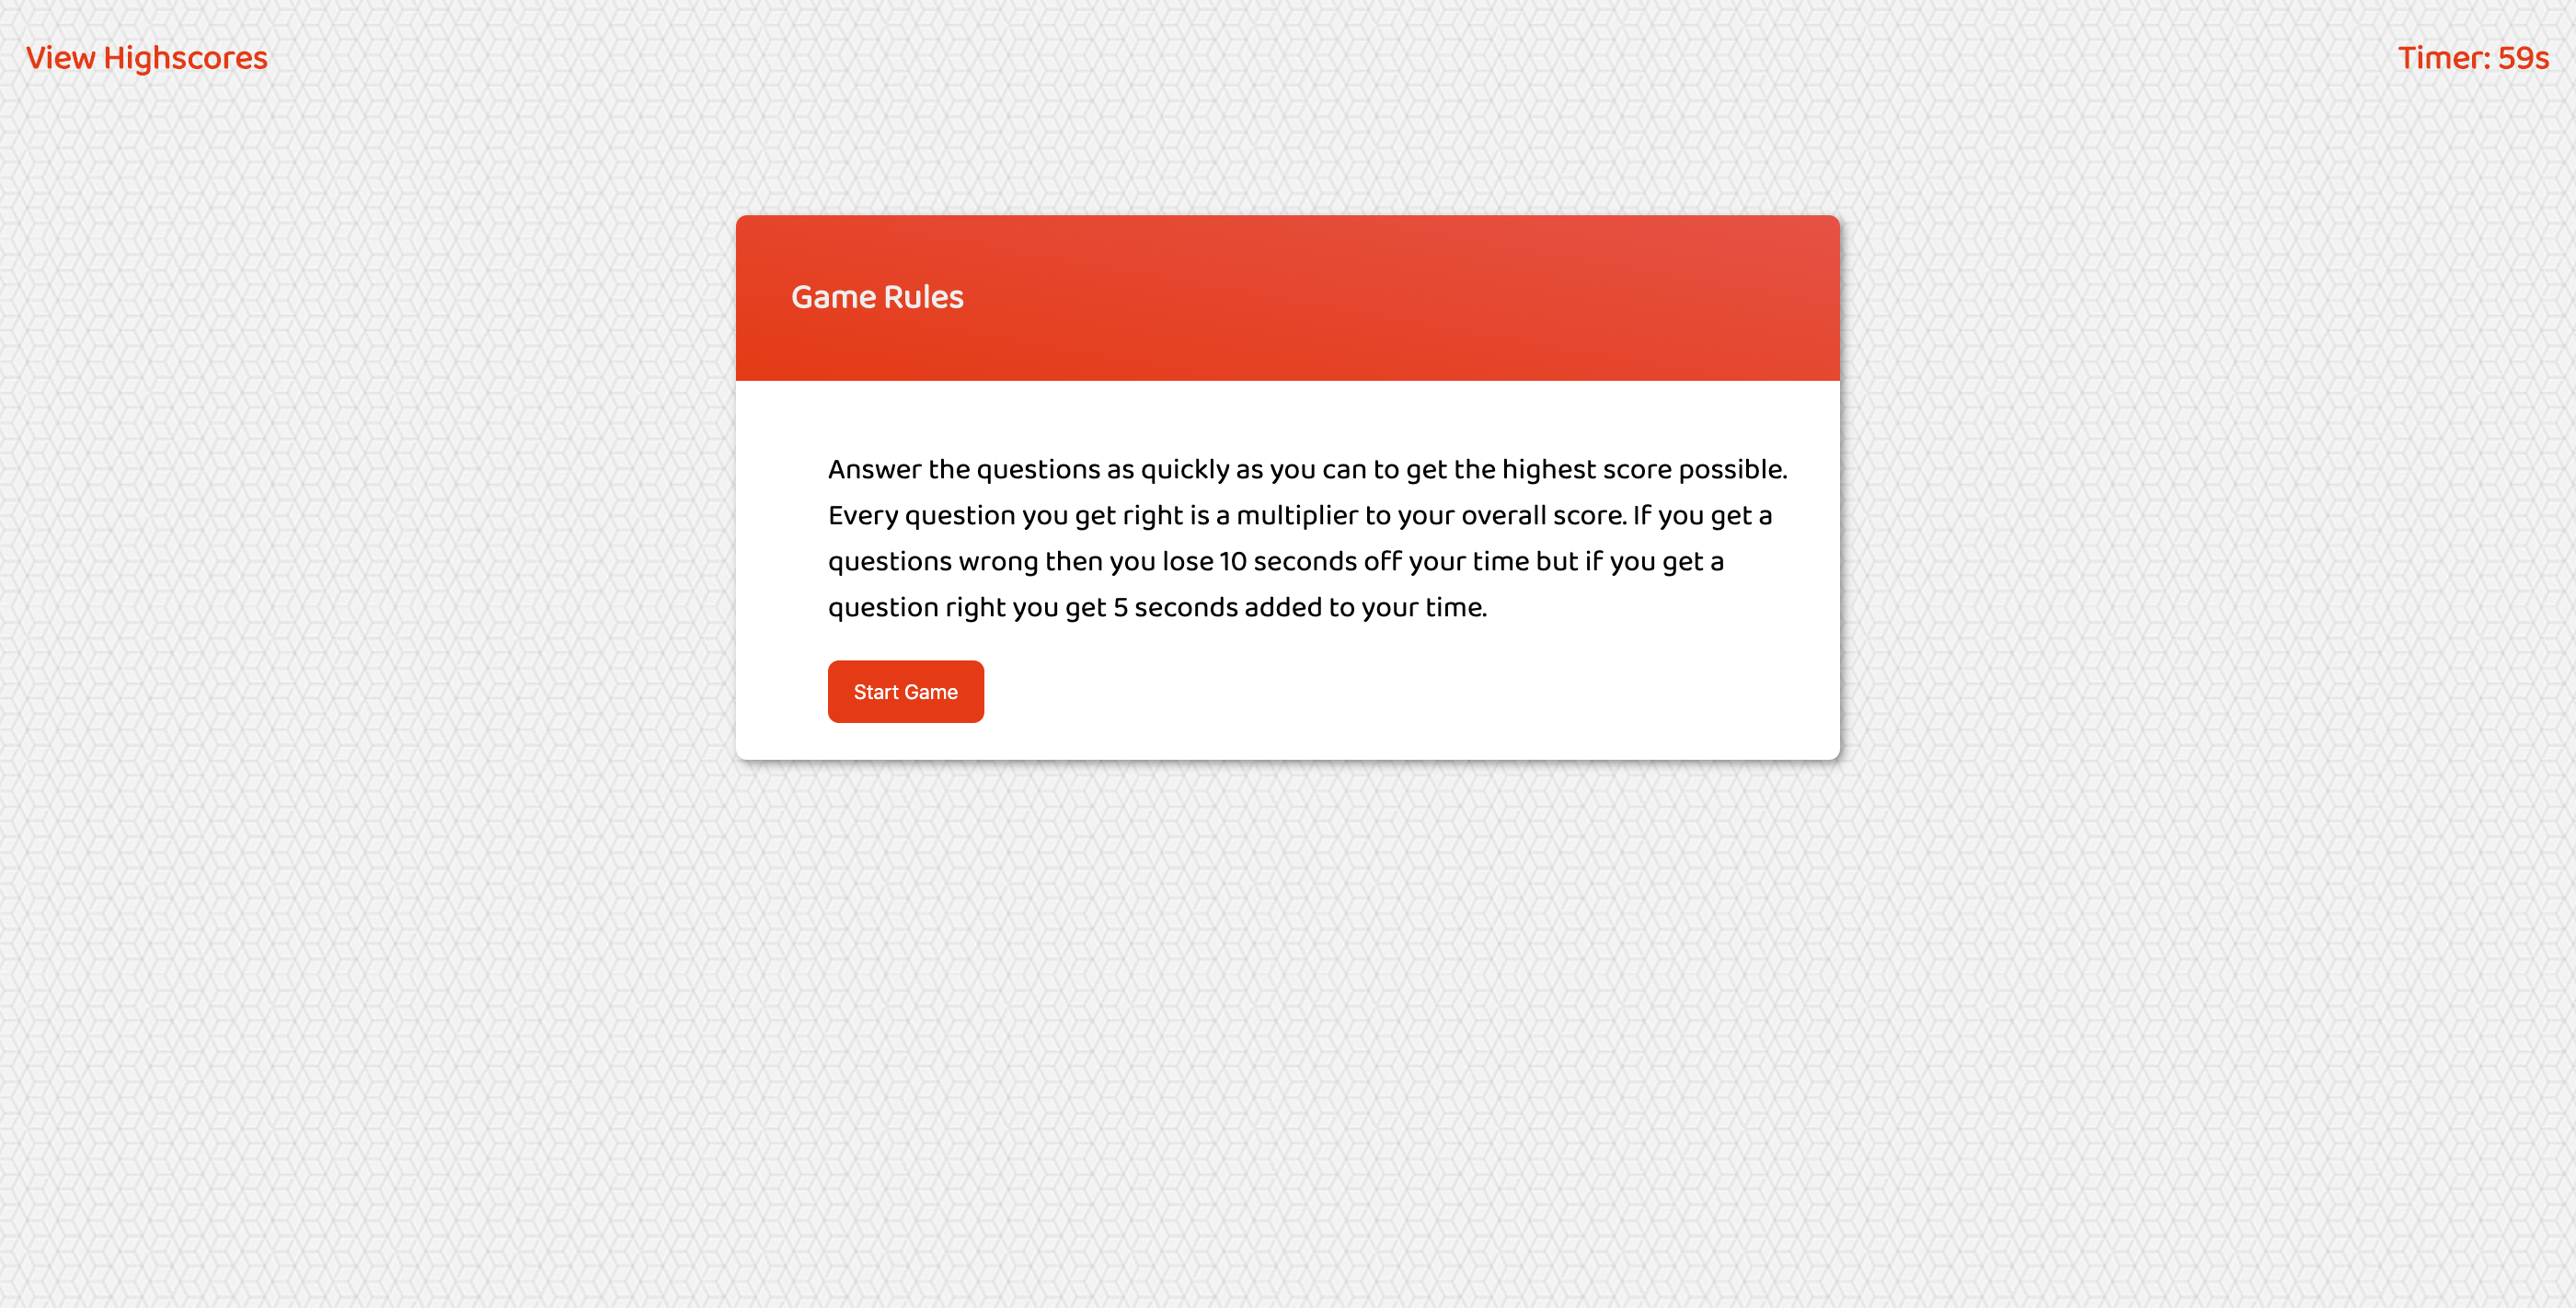 View Highscores
Timer: 59s
Game Rules
Answer the questions as quickly as you can to get the highest score possible.
Every question you get right is a multiplier to your overall score. If you get a
questions wrong then you lose 10 seconds off your time but if you get a
question right you get 5 seconds added to your time.
Start Game